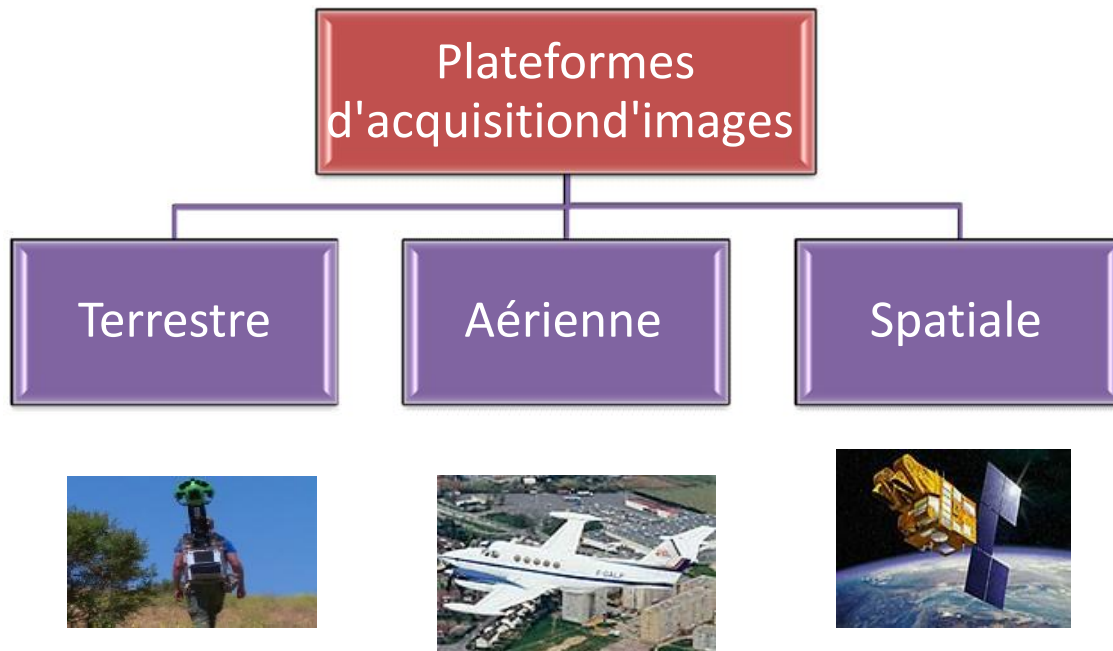 Plateformes
d'acquisitiond'images
Terrestre
Aérienne
Spatiale